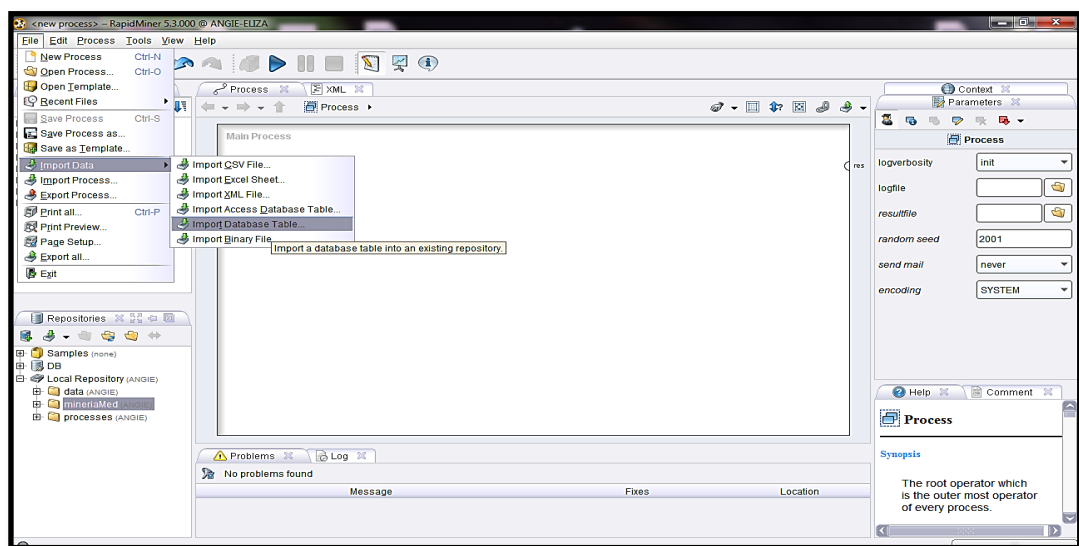 <new process> – RapidMiner 5.3.000 @ ANGIE-ELIZA
File Edit Process Tools View Help
New Process Ctrl-N
Open Process... Ctrl-O
Open Template...
Recent Files
Save Process Ctrl-S
Save Process as...
Save as Template...
Import Data
Import Process...
Export Process...
Print all... Ctrl-P
Print Preview...
Page Setup...
Export all...
Exit
Import CSV File...
Import Excel Sheet...
Import XML File...
Import Access Database Table...
Import Database Table...
Import Binary File
Import a database table into an existing repository.
Process
XML
Process
Main Process
res
Repositories
Samples (none)
DB
Local Repository (ANGIE)
data (ANGIE)
mineriaMed (ANGIE)
processes (ANGIE)
Problems
Log
No problems found
Message Fixes Location
Context
Parameters
Process
logverbosity init
logfile
resultfile
random seed 2001
send mail never
encoding SYSTEM
Help
Comment
Process
Synopsis
The root operator which
is the outer most operator
of every process.